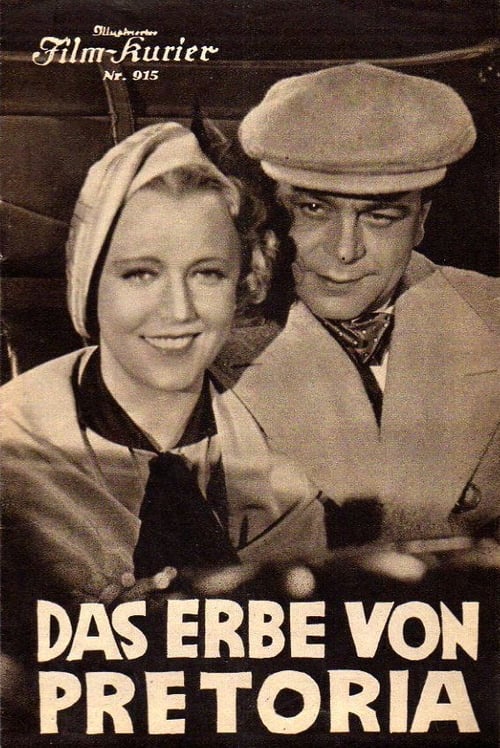 Illustrierter
Film-Kurier
Nr. 915
DAS ERBE VON
PRETORIA